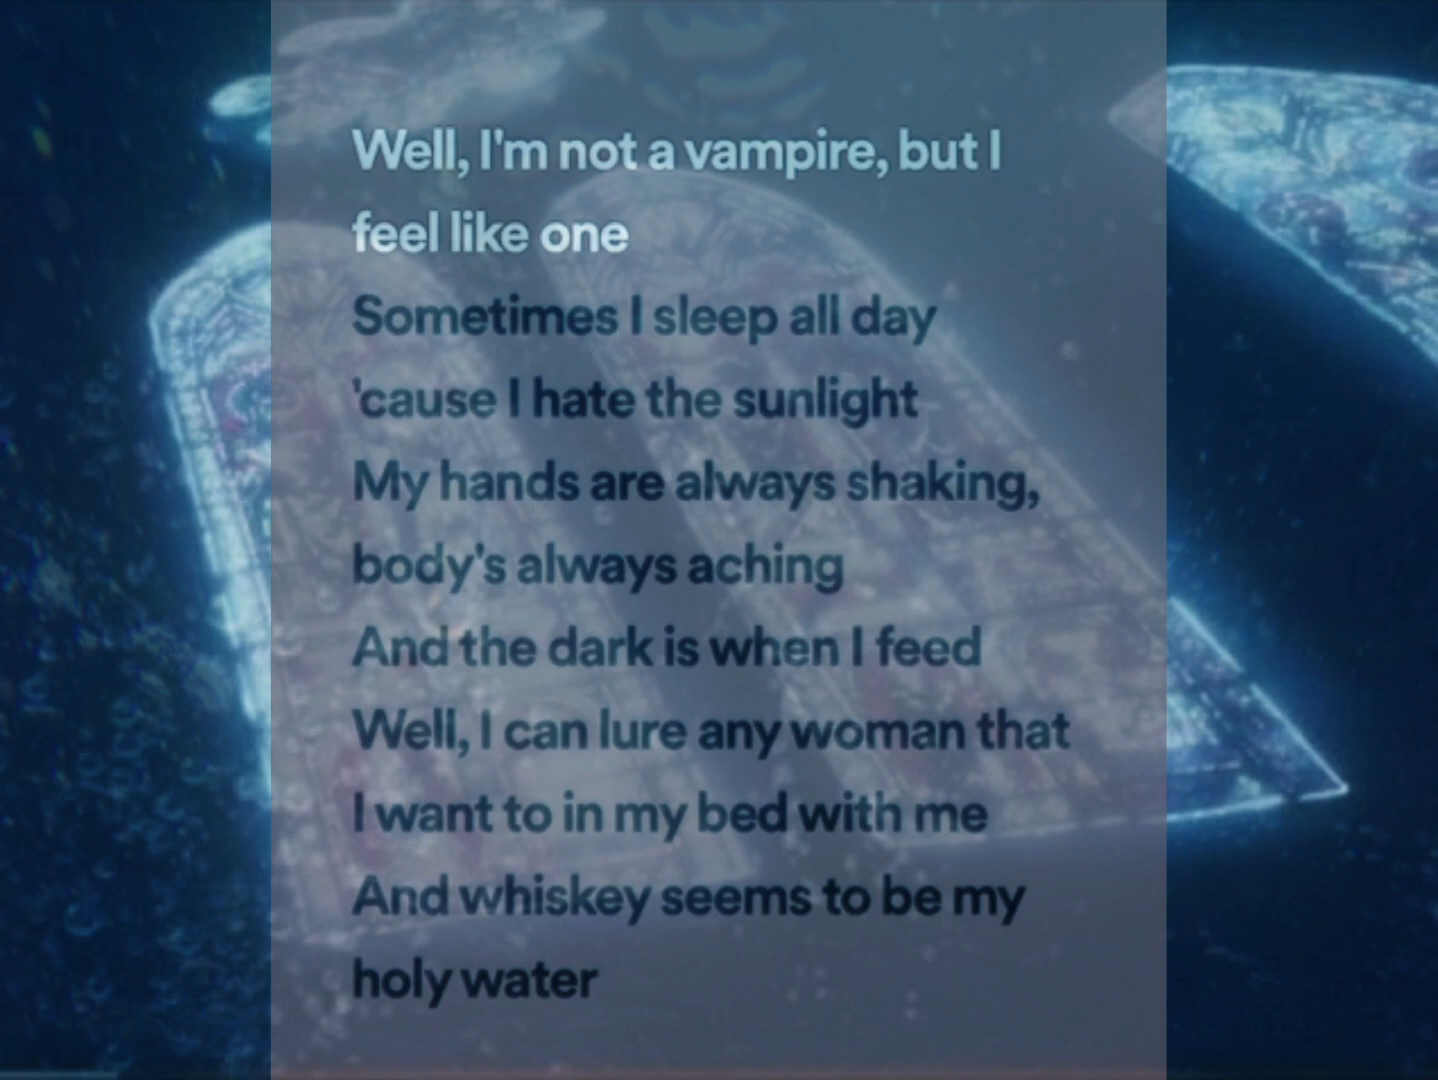 Well, I'm not a vampire, but I
feel like one
Sometimes I sleep all day
'cause I hate the sunlight
My hands are always shaking,
body's always aching
And the dark is when I feed
Well, I can lure any woman that
I want to in my bed with me
And whiskey seems to be my
holy water